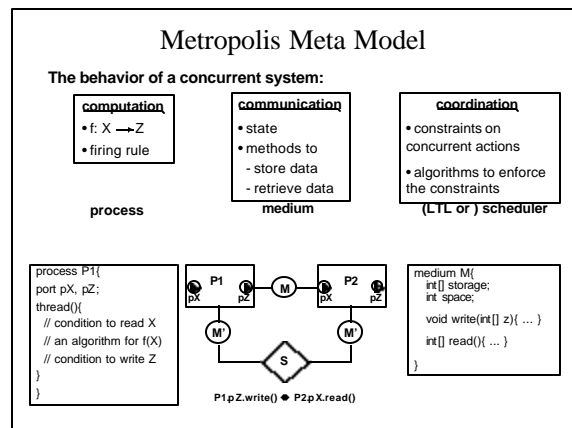 Metropolis Meta Model
The behavior of a concurrent system:
computation
• f: X → Z
• firing rule
process
communication
• state
• methods to
- store data
- retrieve data
medium
coordination
• constraints on
concurrent actions
• algorithms to enforce
the constraints
(LTL or ) scheduler
process P1{
port pX, pZ;
thread(){
// condition to read X
// an algorithm for f(X)
// condition to write Z
}
}
P1
pX
pZ
M
P2
pX
pZ
M'
M'
S
P1.pZ.write() ◆ P2.pX.read()
medium M{
int[] storage;
int space;
void write(int[] z){ ... }
int[] read(){ ... }
}